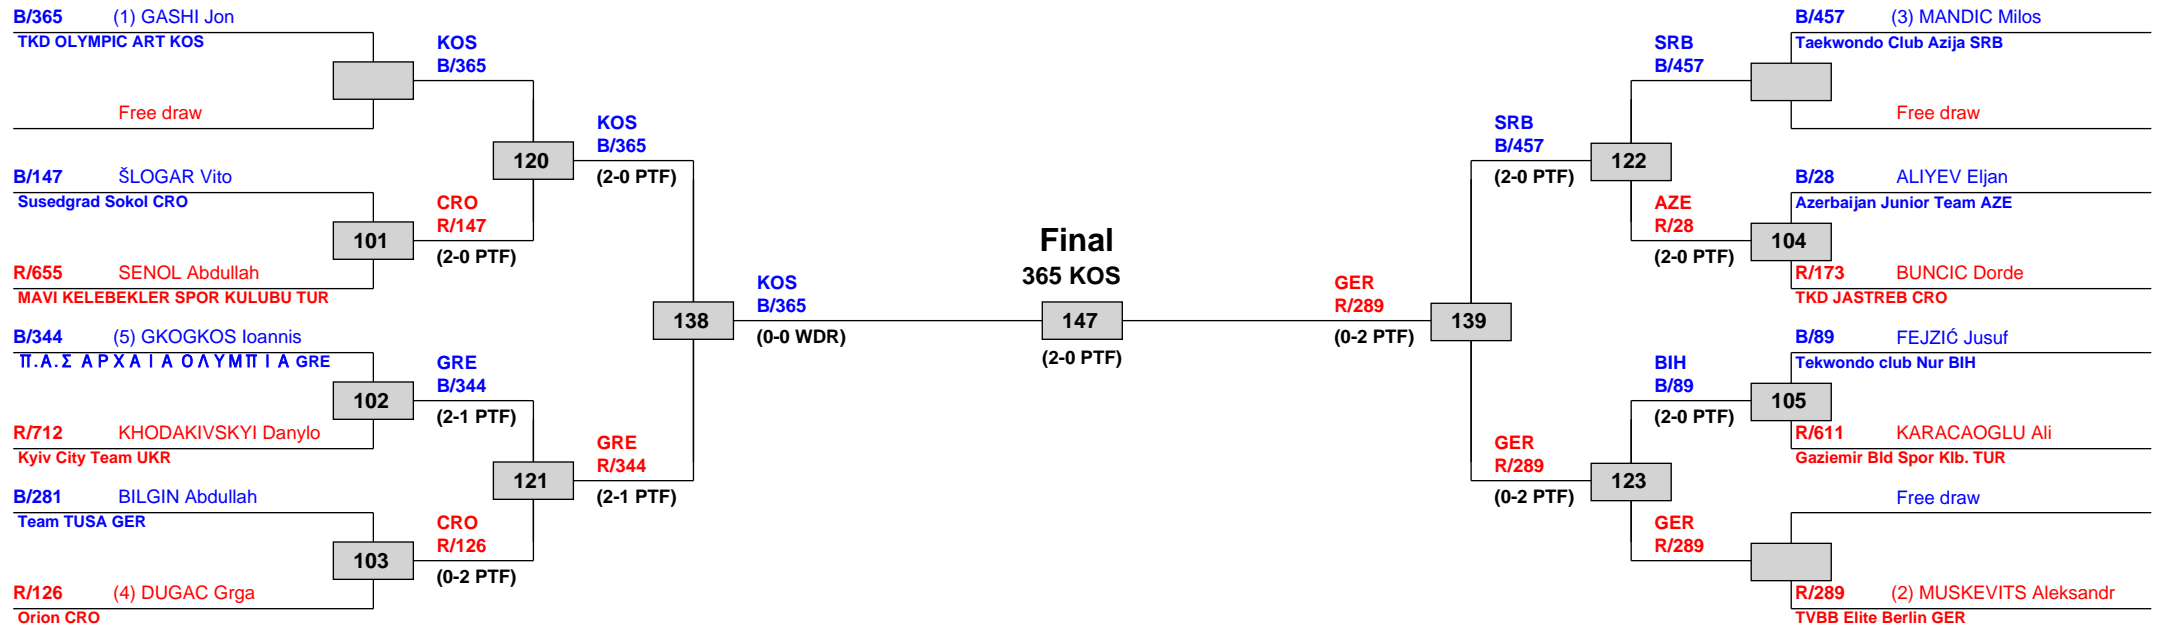 B/365 (1) GASHI Jon
TKD OLYMPIC ART KOS
Free draw
KOS
B/365
B/147 ŠLOGAR Vito
Susedgrad Sokol CRO
101
R/655 SENOL Abdullah
MAVI KELEBEKLER SPOR KULUBU TUR
CRO
R/147
(2-0 PTF)
120
KOS
B/365
(2-0 PTF)
B/344 (5) GKOGKOS Ioannis
Π.Α.Σ ΑΡΧΑΙΑ ΟΛΥΜΠΙΑ GRE
102
R/712 KHODAKIVSKYI Danylo
Kyiv City Team UKR
GRE
B/344
(2-1 PTF)
B/281 BILGIN Abdullah
Team TUSA GER
103
R/126 (4) DUGAC Grga
Orion CRO
CRO
R/126
(0-2 PTF)
121
GRE
R/344
(2-1 PTF)
138
KOS
B/365
(0-0 WDR)
Final
365 KOS
147
(2-0 PTF)
GER
R/289
(0-2 PTF)
139
SRB
B/457
(2-0 PTF)
122
SRB
B/457
B/457 (3) MANDIC Milos
Taekwondo Club Azija SRB
Free draw
AZE
R/28
(2-0 PTF)
B/28 ALIYEV Eljan
Azerbaijan Junior Team AZE
104
R/173 BUNCIC Dorde
TKD JASTREB CRO
GER
R/289
(0-2 PTF)
123
BIH
B/89
(2-0 PTF)
B/89 FEJZIĆ Jusuf
Tekwondo club Nur BIH
105
R/611 KARACAOGLU Ali
Gaziemir Bld Spor Klb. TUR
GER
R/289
Free draw
R/289 (2) MUSKEVITS Aleksandr
TVBB Elite Berlin GER